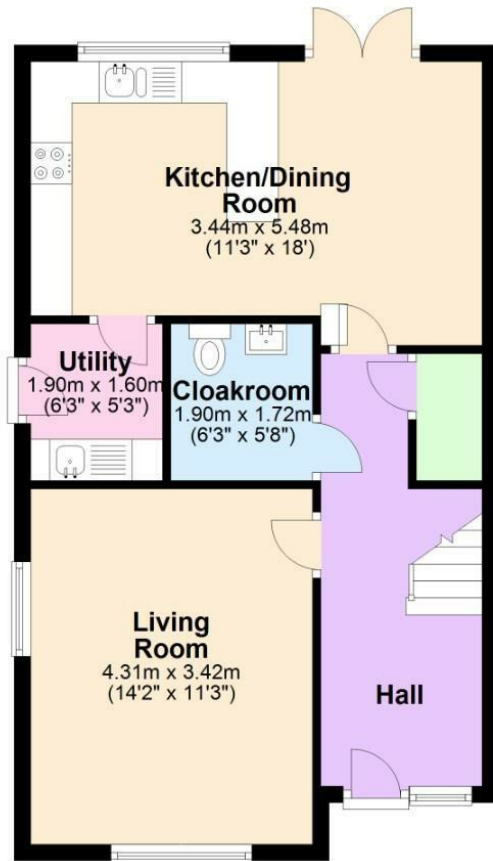 Kitchen/Dining
Room
3.44m x 5.48m
(11'3" x 18')
Utility
1.90m x 1.60m
(6'3" x 5'3")
Cloakroom
1.90m x 1.72m
(6'3" x 5'8")
Living
Room
4.31m x 3.42m
(14'2" x 11'3")
Hall